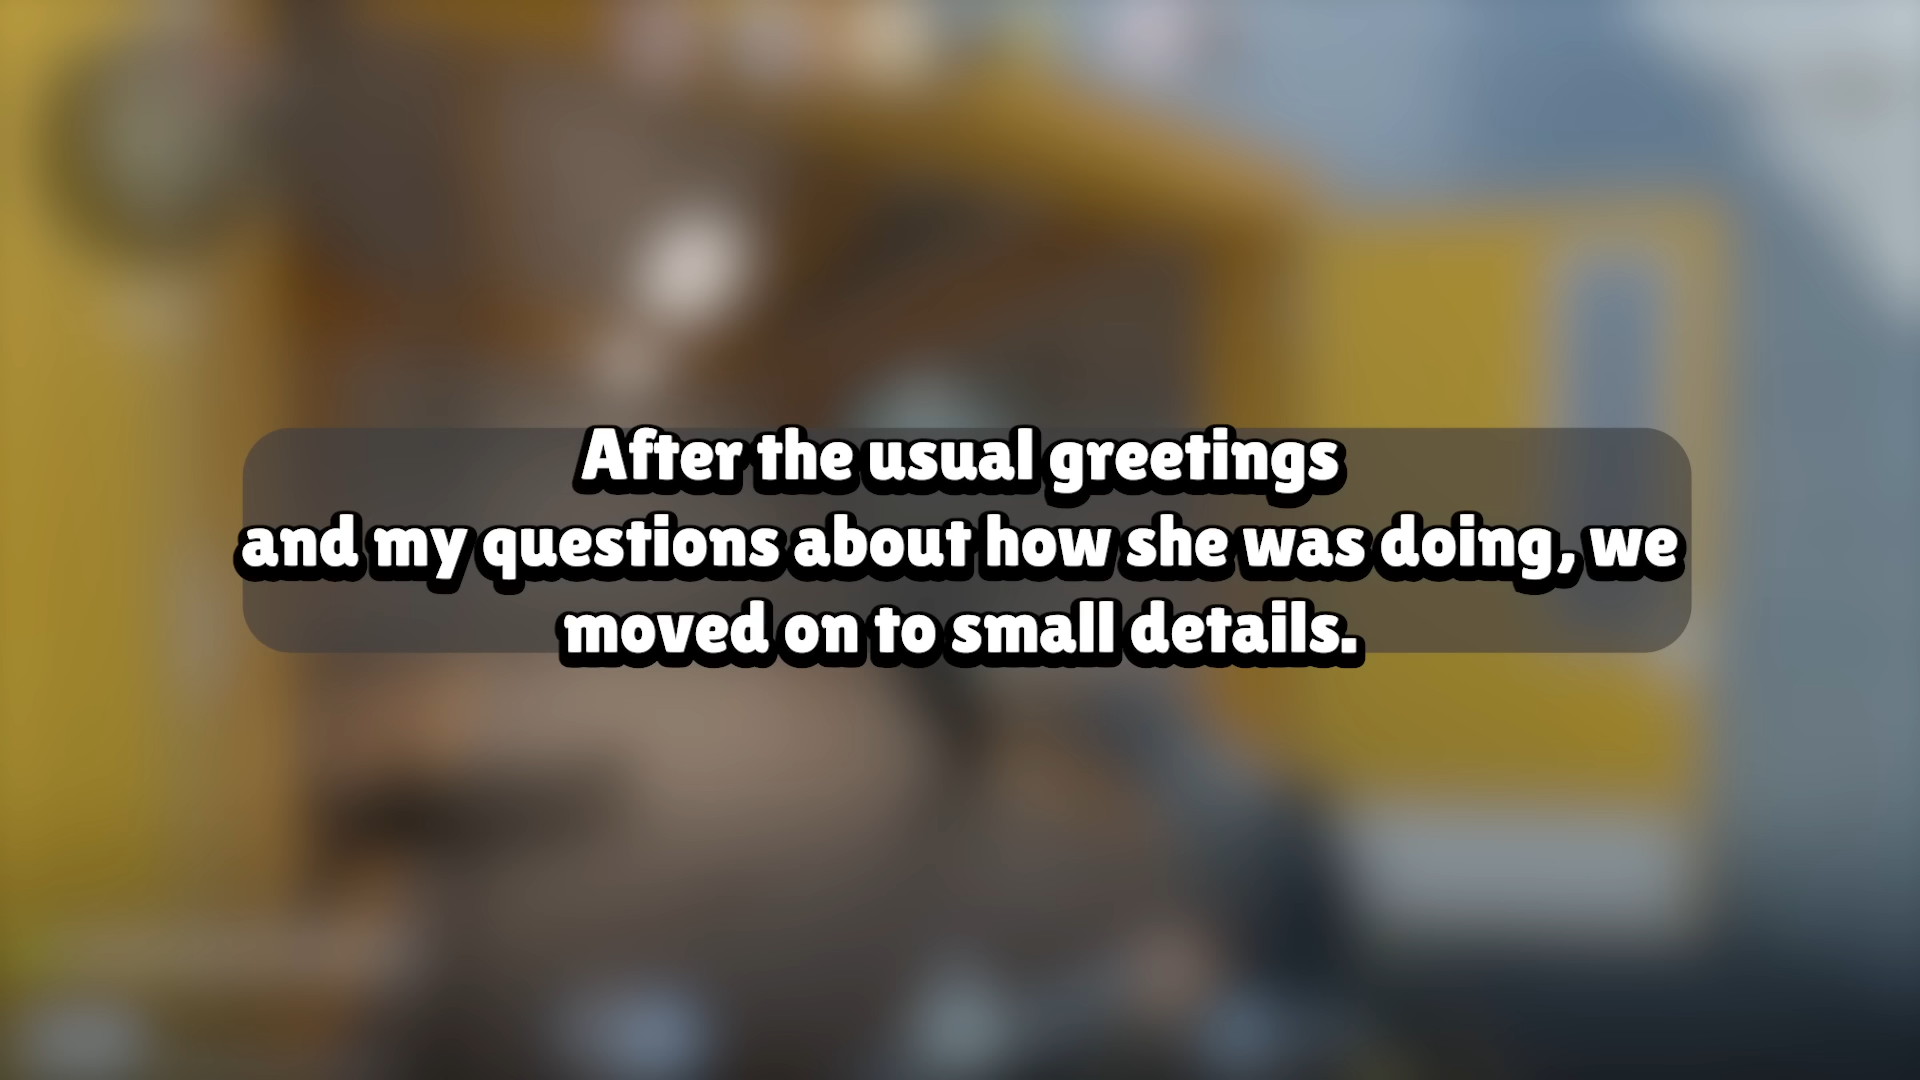 After the usual greetings
and my questions about how she was doing, we
moved on to small details.